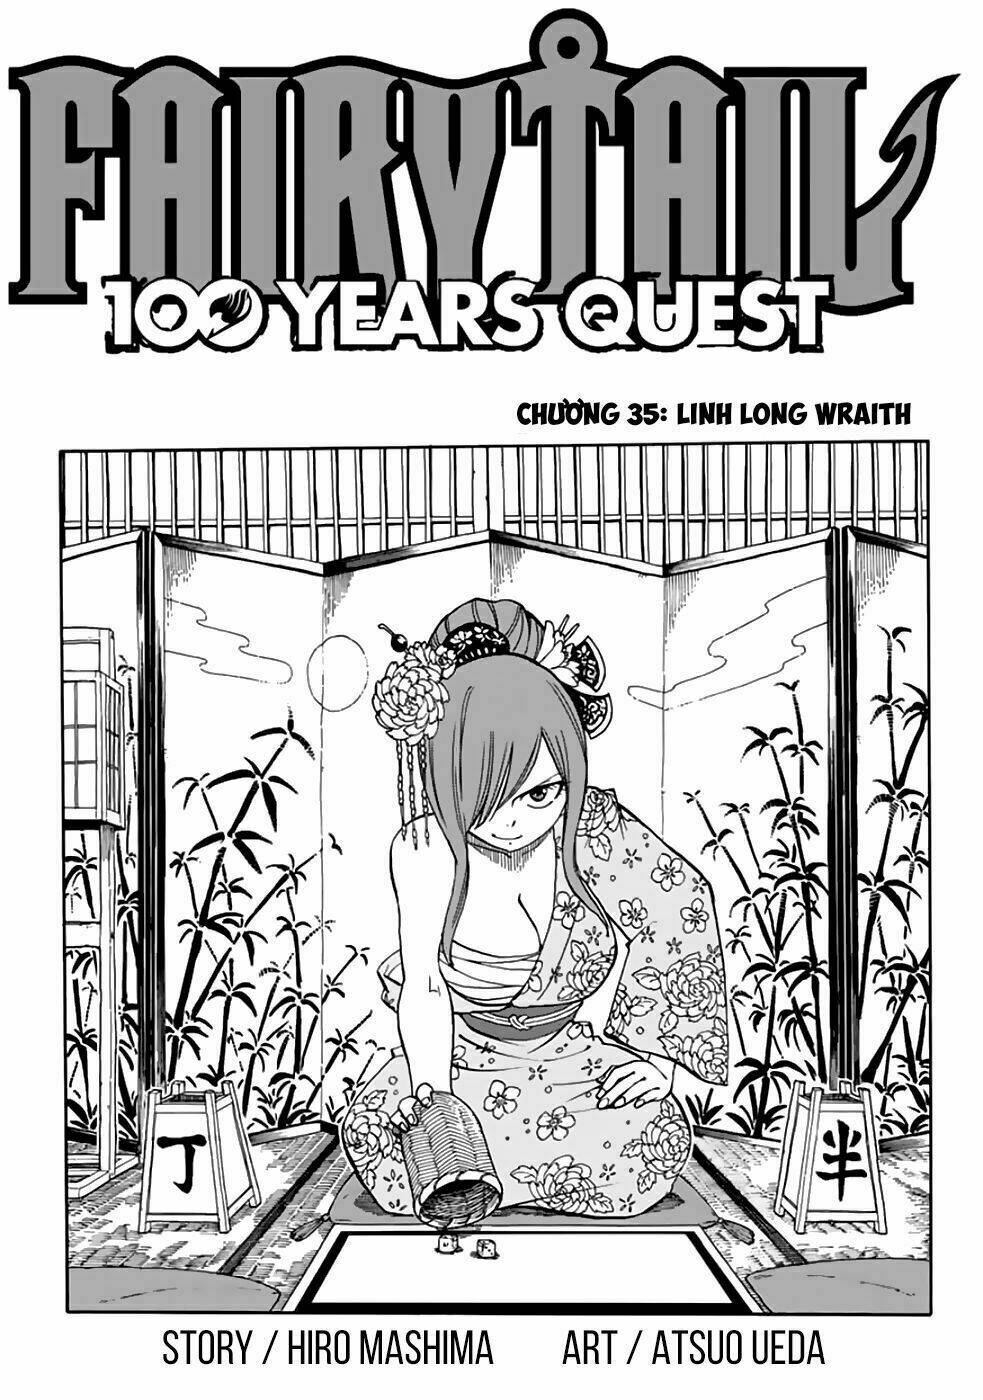 FAIRY TAIL
100 YEARS QUEST
CHƯƠNG 35: LINH LONG WRAITH
丁
半
STORY / HIRO MASHIMA ART / ATSUO UEDA